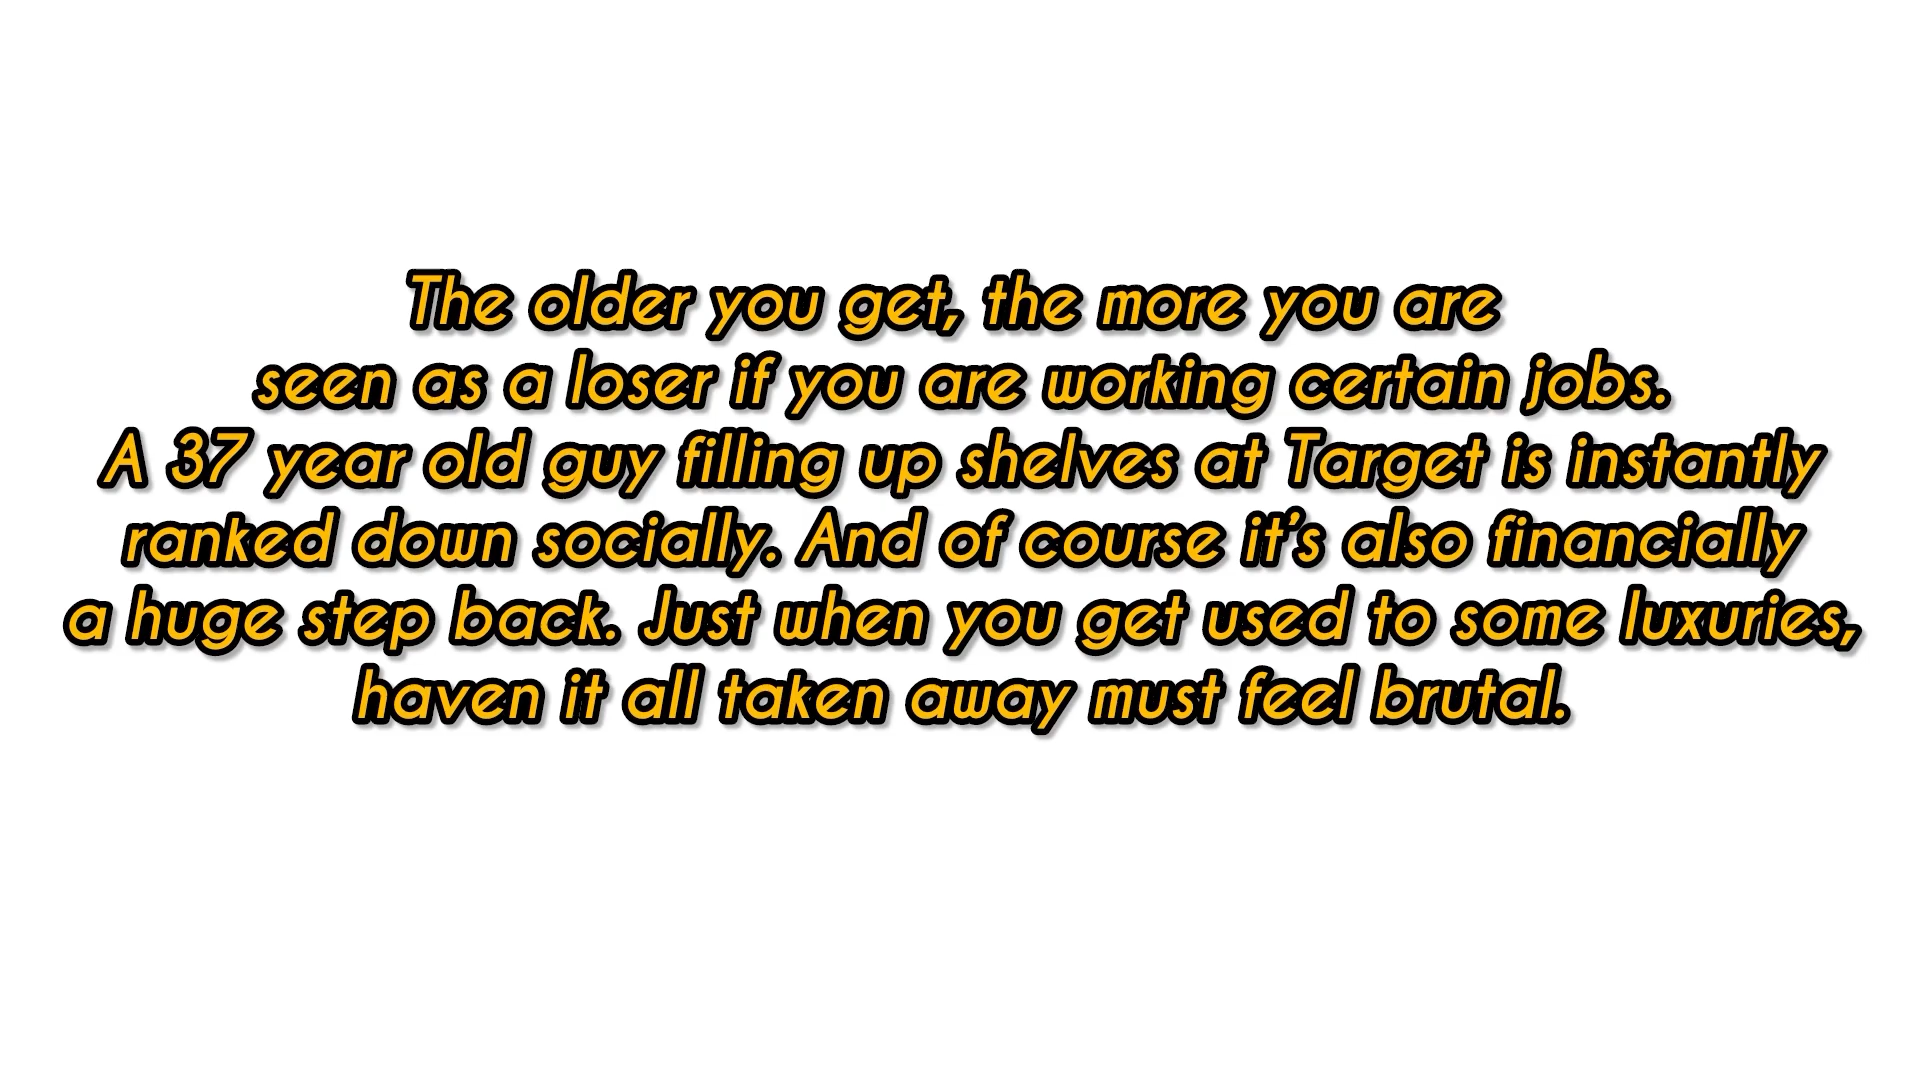 The older you get, the more you are
seen as a loser if you are working certain jobs.
A 37 year old guy filling up shelves at Target is instantly
ranked down socially. And of course it's also financially
a huge step back. Just when you get used to some luxuries,
haven it all taken away must feel brutal.